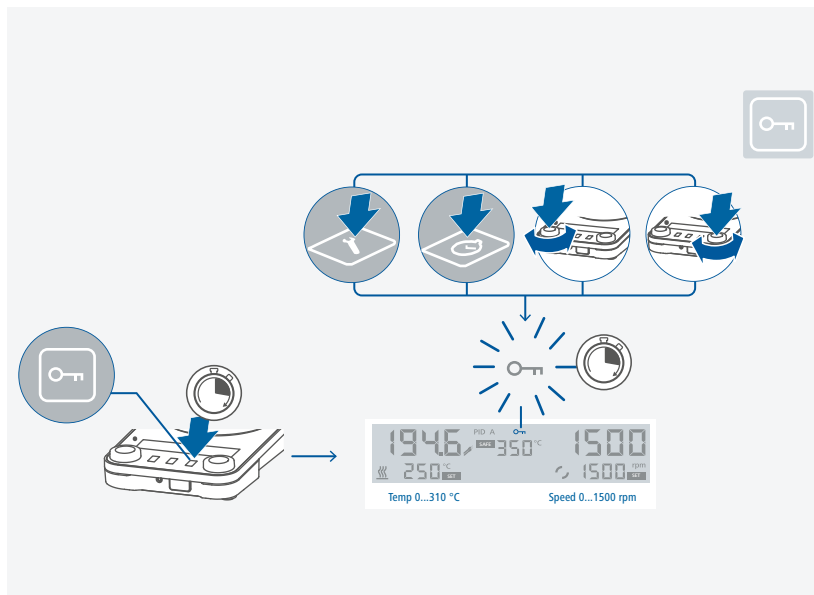 194.6 PID A SAFE 350 °C 1500
250 °C SET 1500 rpm SET
Temp 0...310 °C Speed 0...1500 rpm